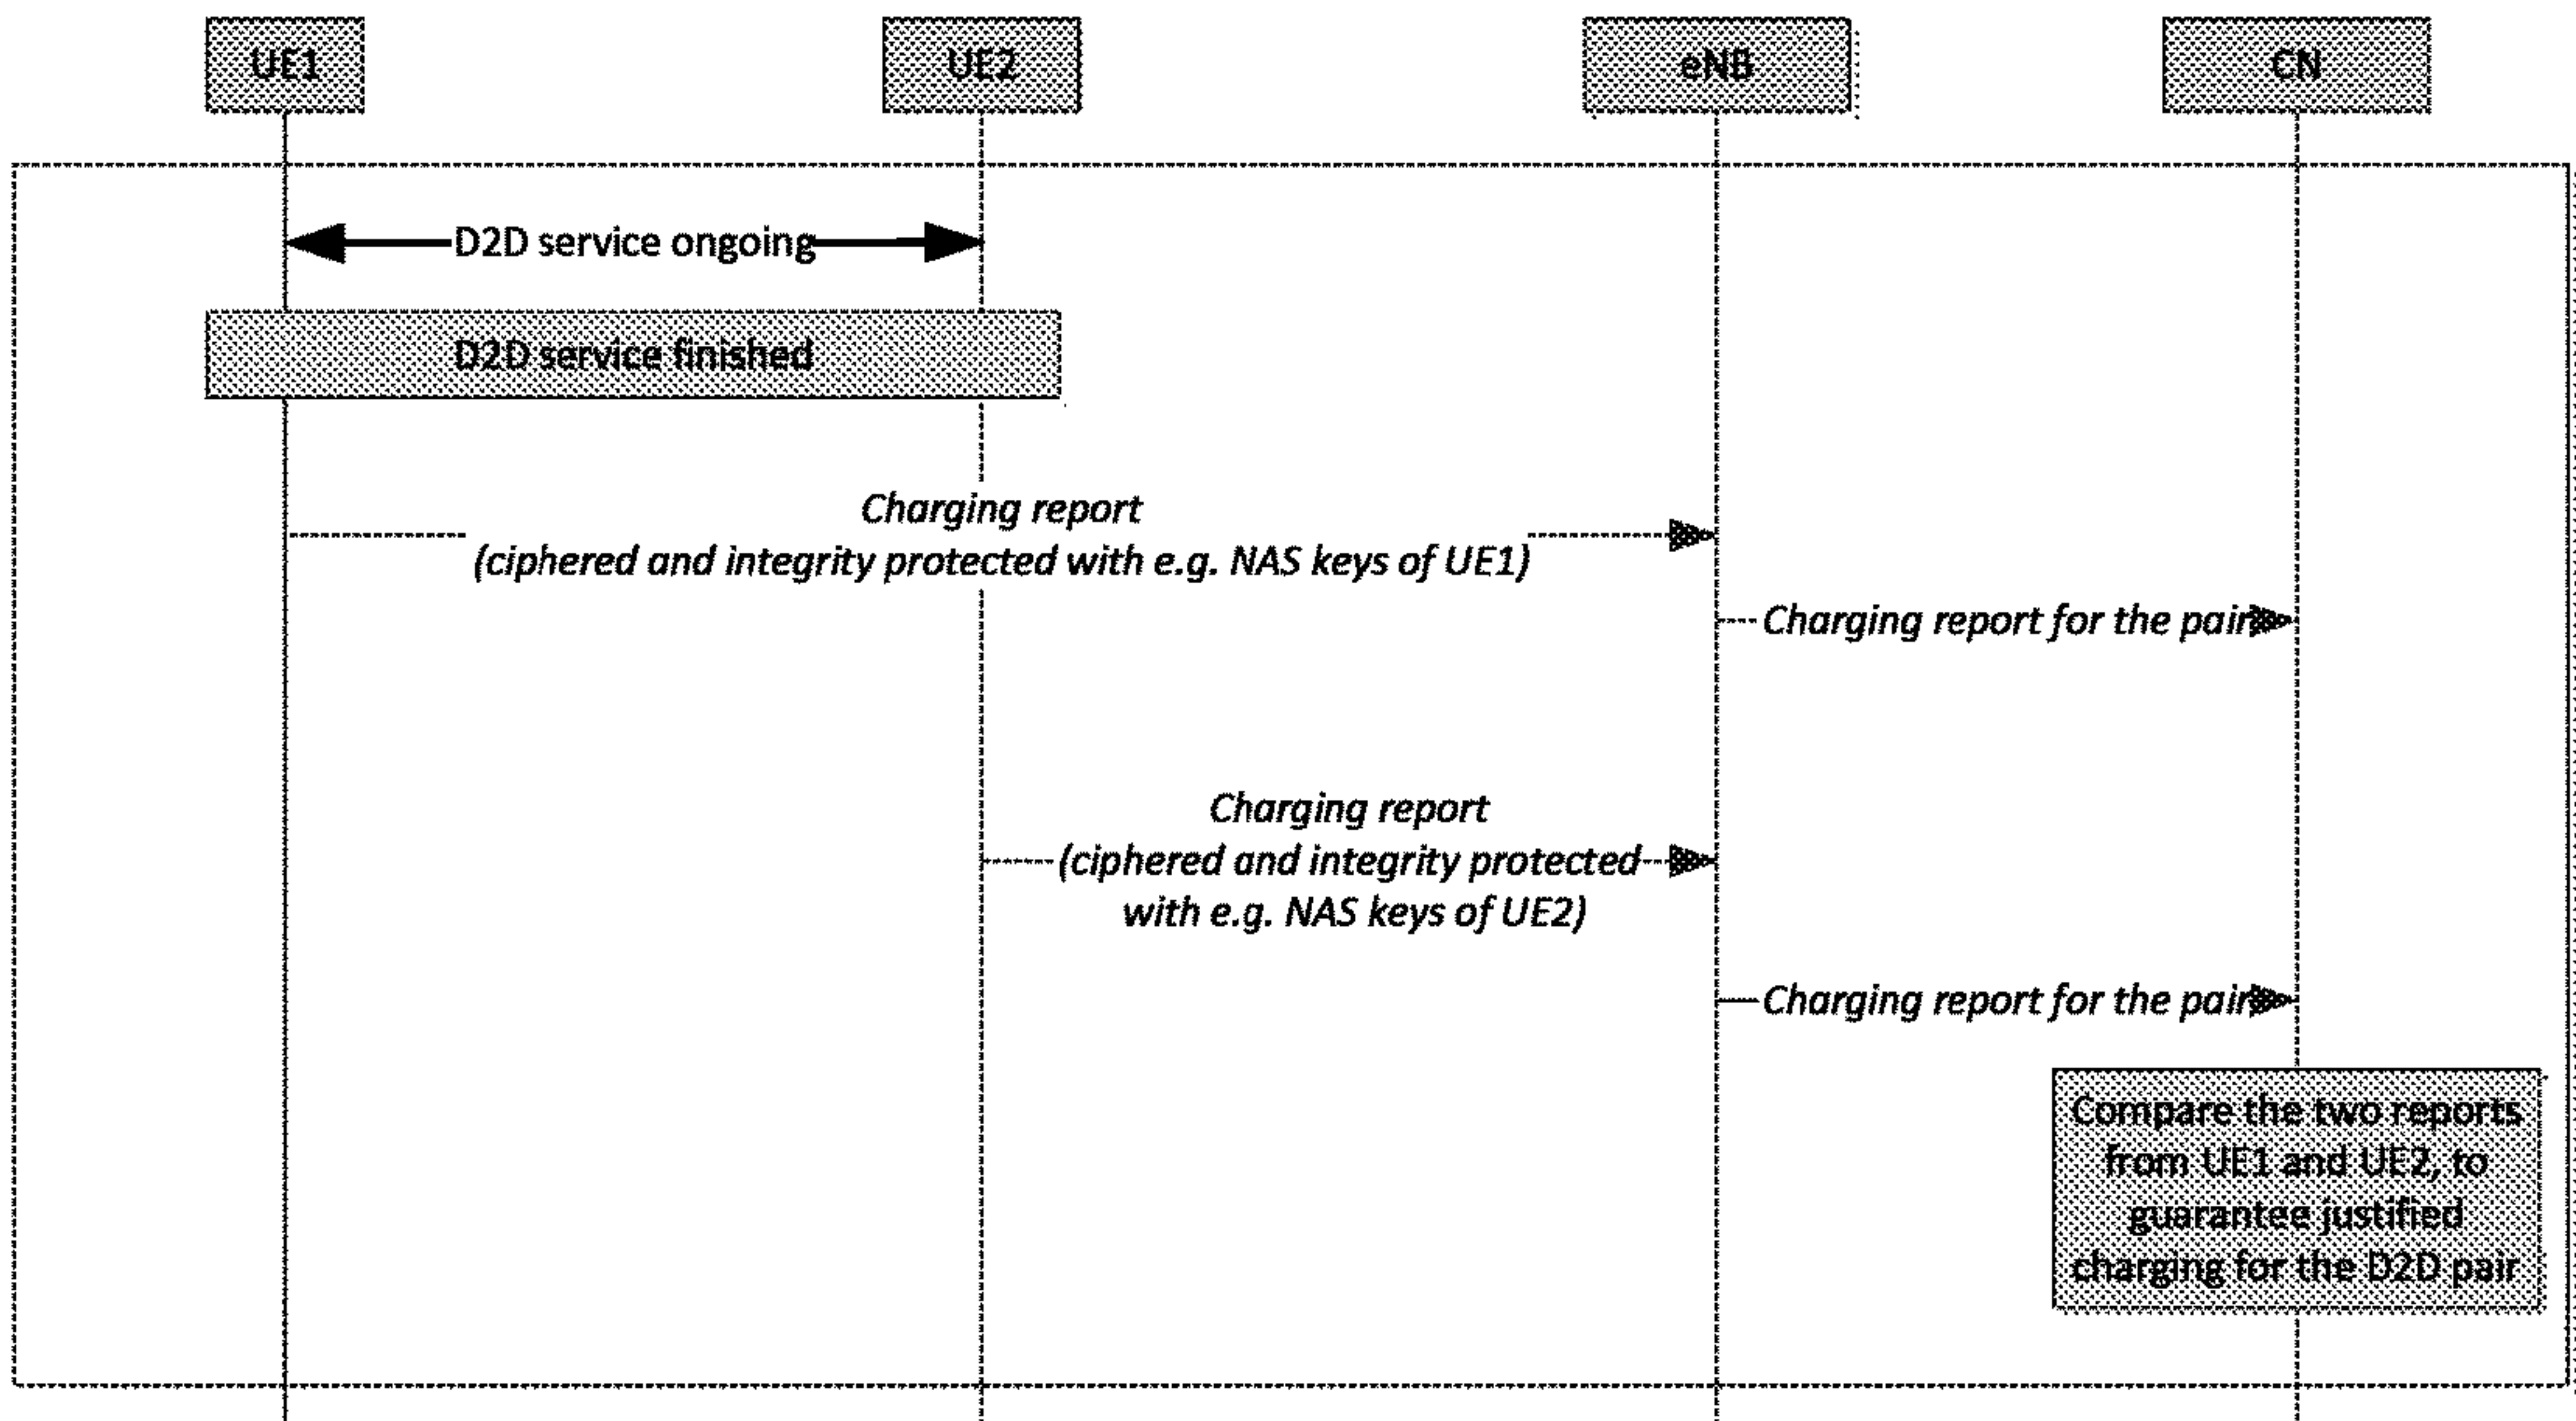 UE1
UE2
eNB
CN
D2D service ongoing
D2D service finished
Charging report
(ciphered and integrity protected with e.g. NAS keys of UE1)
Charging report for the pair
Charging report
(ciphered and integrity protected
with e.g. NAS keys of UE2)
Charging report for the pair
Compare the two reports
from UE1 and UE2, to
guarantee justified
charging for the D2D pair